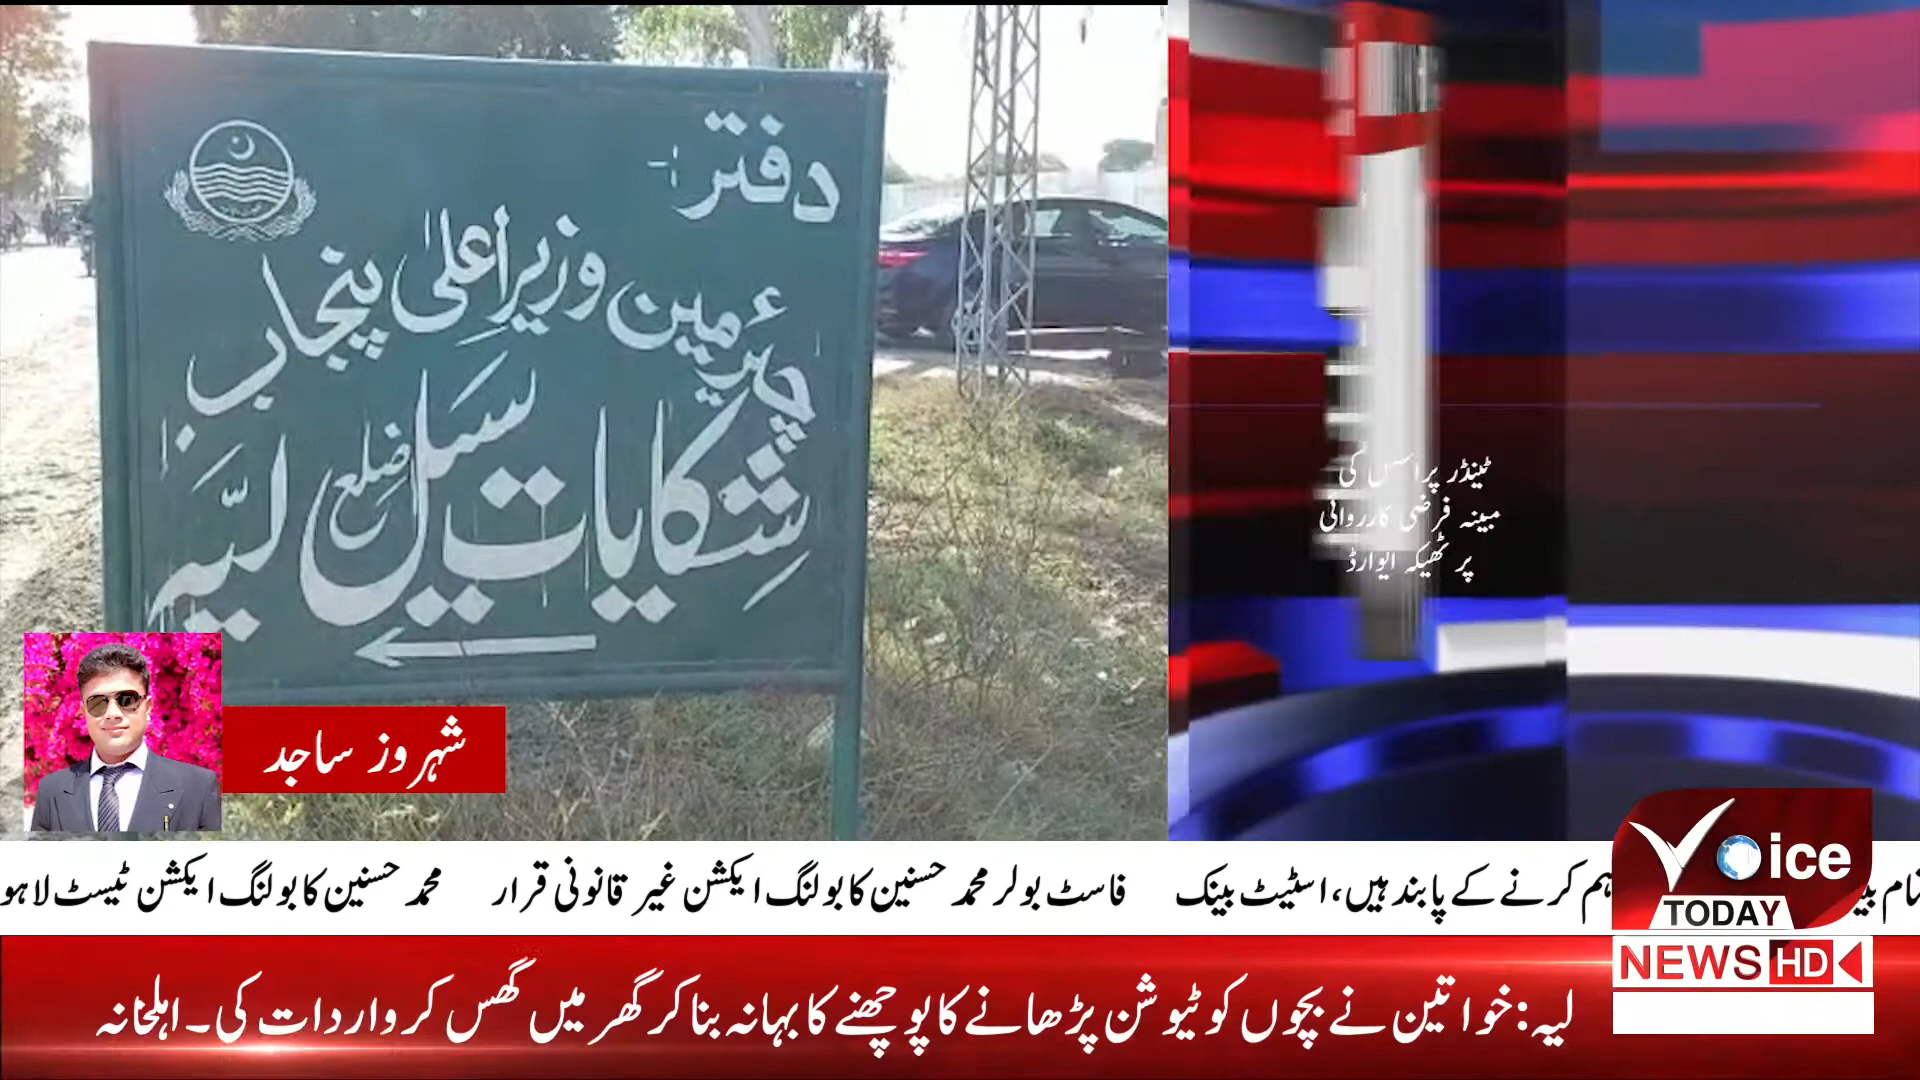 دفتر
چیئرمین وزیراعلیٰ پنجاب
شکایات سیل ضلع لیّہ
ٹینڈر پراسس کی
مبینہ فرضی کارروائی
پر ٹھیکہ ایوارڈ
شہروز ساجد
ہم کرنے کے پابند ہیں، اسٹیٹ بینک فاسٹ بولر محمد حسنین کا بولنگ ایکشن غیر قانونی قرار محمد حسنین کا بولنگ ایکشن ٹیسٹ
Voice
TODAY
NEWS HD
لیہ: خواتین نے بچوں کو ٹیوشن پڑھانے کا پوچھنے کا بہانہ بنا کر گھر میں گھس کر واردات کی۔ اہلخانہ